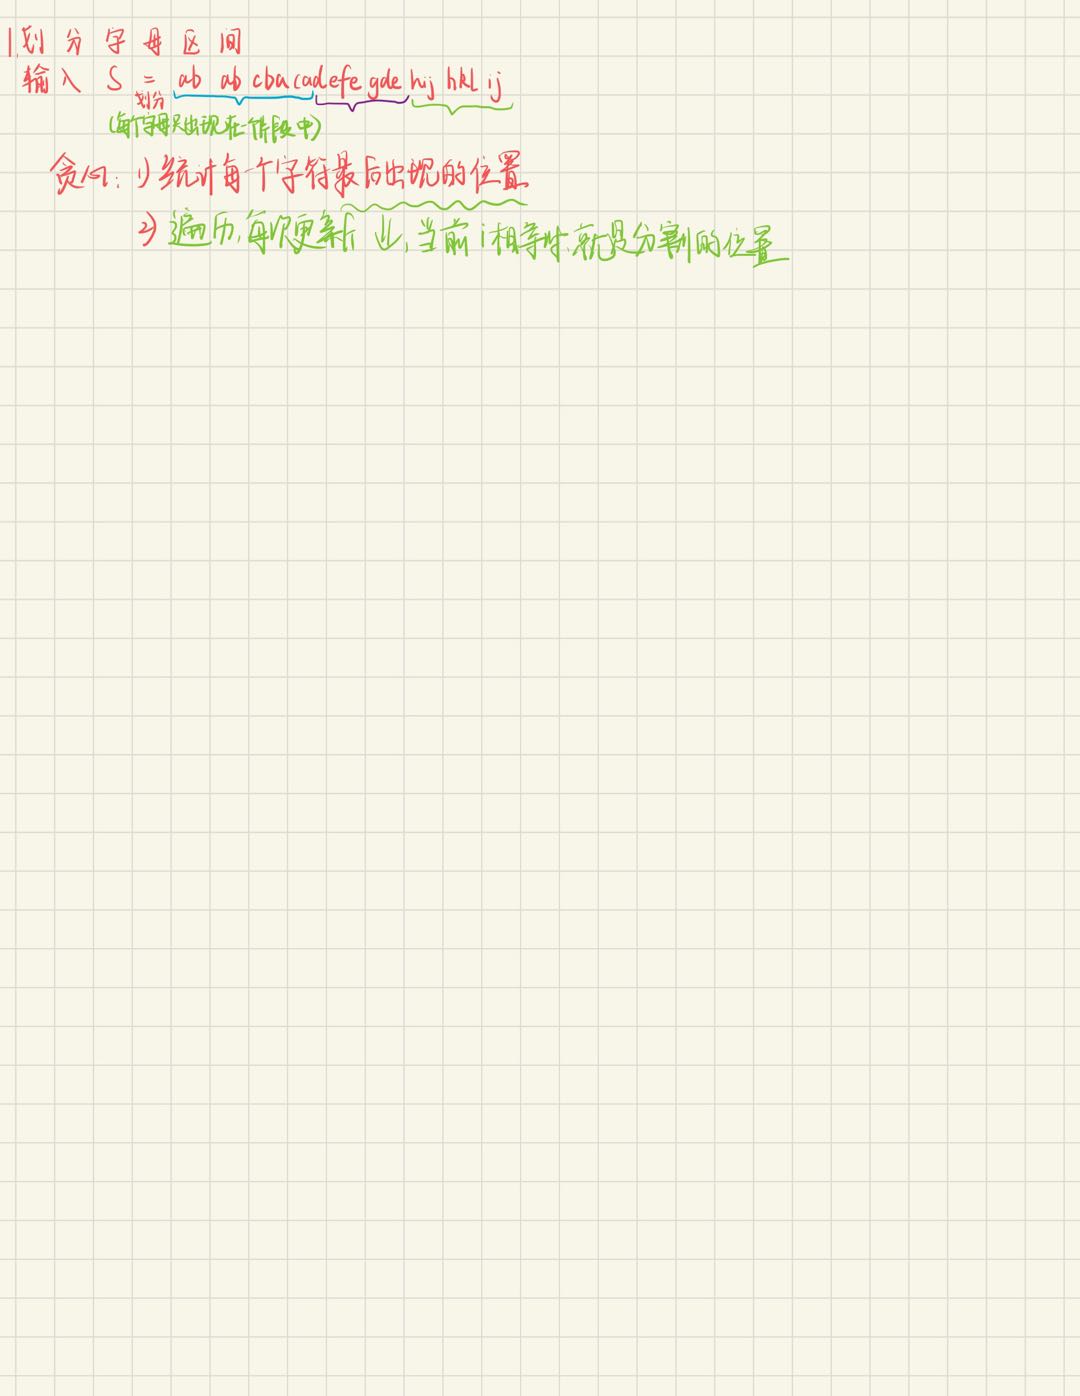 1.划分字母区间
输入 S = ab ab cbacadefe gde hij hkl ij
划分
(每个字母只出现在一个片段中)
贪心: 1) 统计每个字符最后出现的位置
2) 遍历,每次更新 ,当前i相等时,就是分割的位置